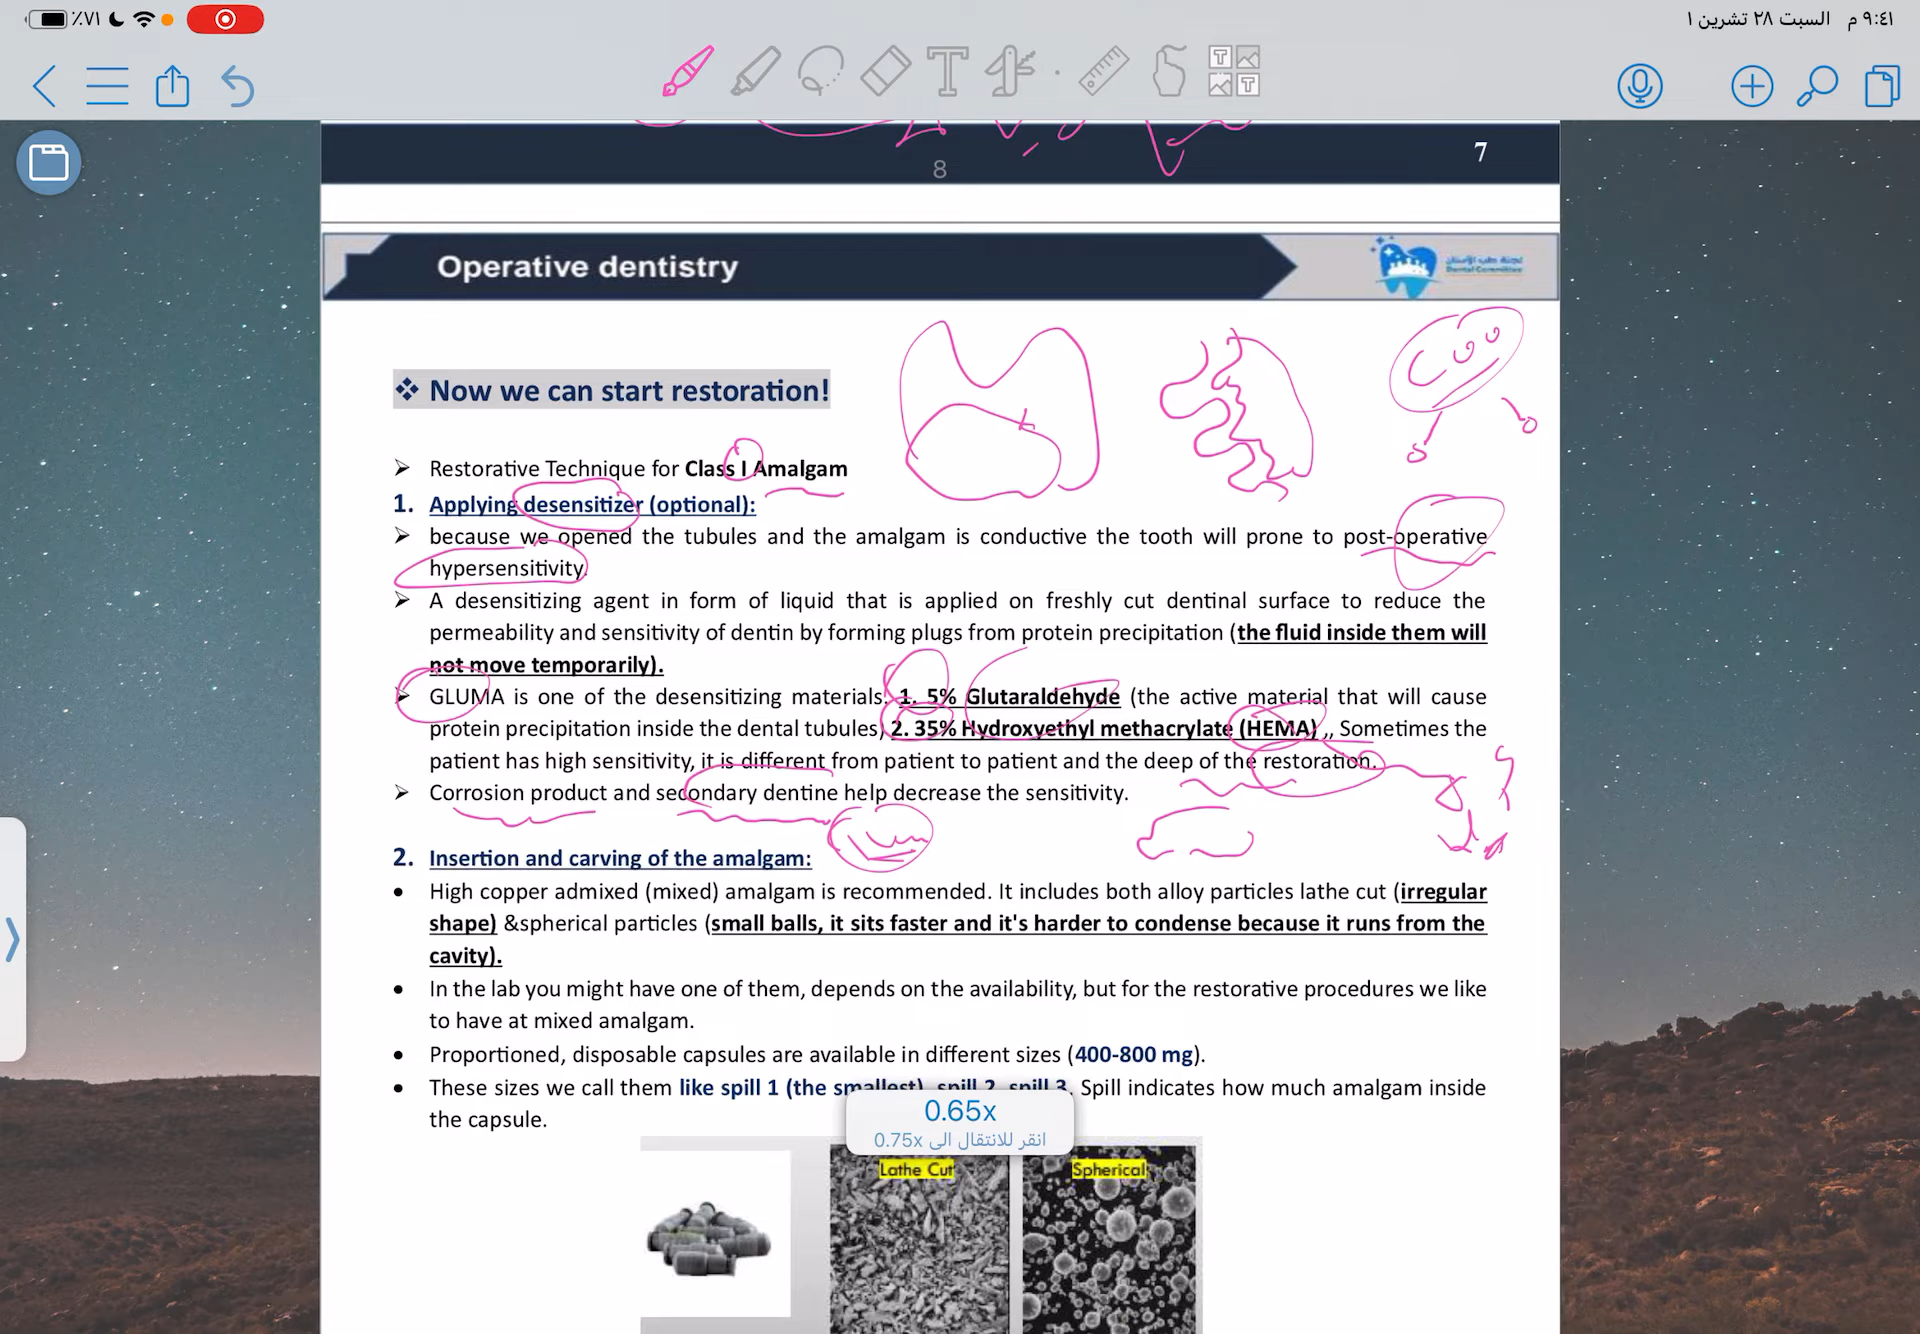 ٪٧١
٩:٤١ م السبت ٢٨ تشرين ١
7
8
Operative dentistry
لجنة طب الأسنان
Dental Committee
❖ Now we can start restoration!
➢ Restorative Technique for Class I Amalgam
1. Applying desensitizer (optional):
➢ because we opened the tubules and the amalgam is conductive the tooth will prone to post-operative
hypersensitivity.
➢ A desensitizing agent in form of liquid that is applied on freshly cut dentinal surface to reduce the
permeability and sensitivity of dentin by forming plugs from protein precipitation (the fluid inside them will
not move temporarily).
➢ GLUMA is one of the desensitizing materials: 1. 5% Glutaraldehyde (the active material that will cause
protein precipitation inside the dental tubules) 2. 35% Hydroxyethyl methacrylate (HEMA) ,, Sometimes the
patient has high sensitivity, it is different from patient to patient and the deep of the restoration.
➢ Corrosion product and secondary dentine help decrease the sensitivity.
2. Insertion and carving of the amalgam:
• High copper admixed (mixed) amalgam is recommended. It includes both alloy particles lathe cut (irregular
shape) &spherical particles (small balls, it sits faster and it's harder to condense because it runs from the
cavity).
• In the lab you might have one of them, depends on the availability, but for the restorative procedures we like
to have at mixed amalgam.
• Proportioned, disposable capsules are available in different sizes (400-800 mg).
• These sizes we call them like spill 1 (the smallest), spill 2, spill 3. Spill indicates how much amalgam inside
the capsule.
0.65x
انقر للانتقال الى 0.75x
Lathe Cut
Spherical